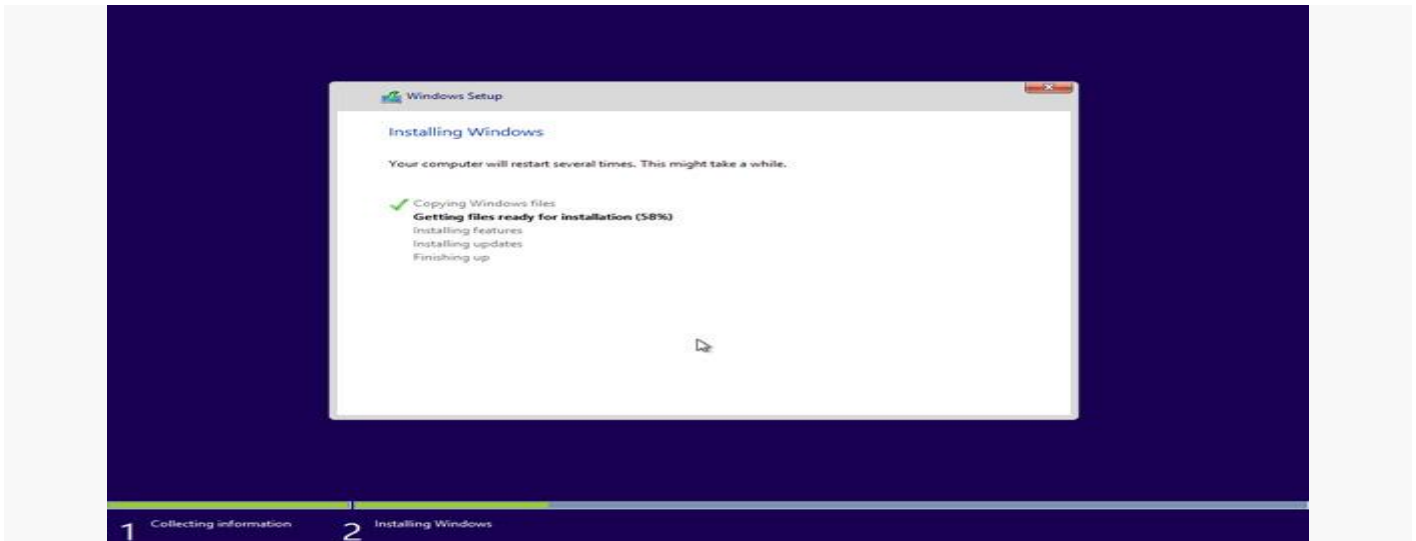 Windows Setup
Installing Windows
Your computer will restart several times. This might take a while.
Copying Windows files
Getting files ready for installation (58%)
Installing features
Installing updates
Finishing up
1 Collecting information 2 Installing Windows